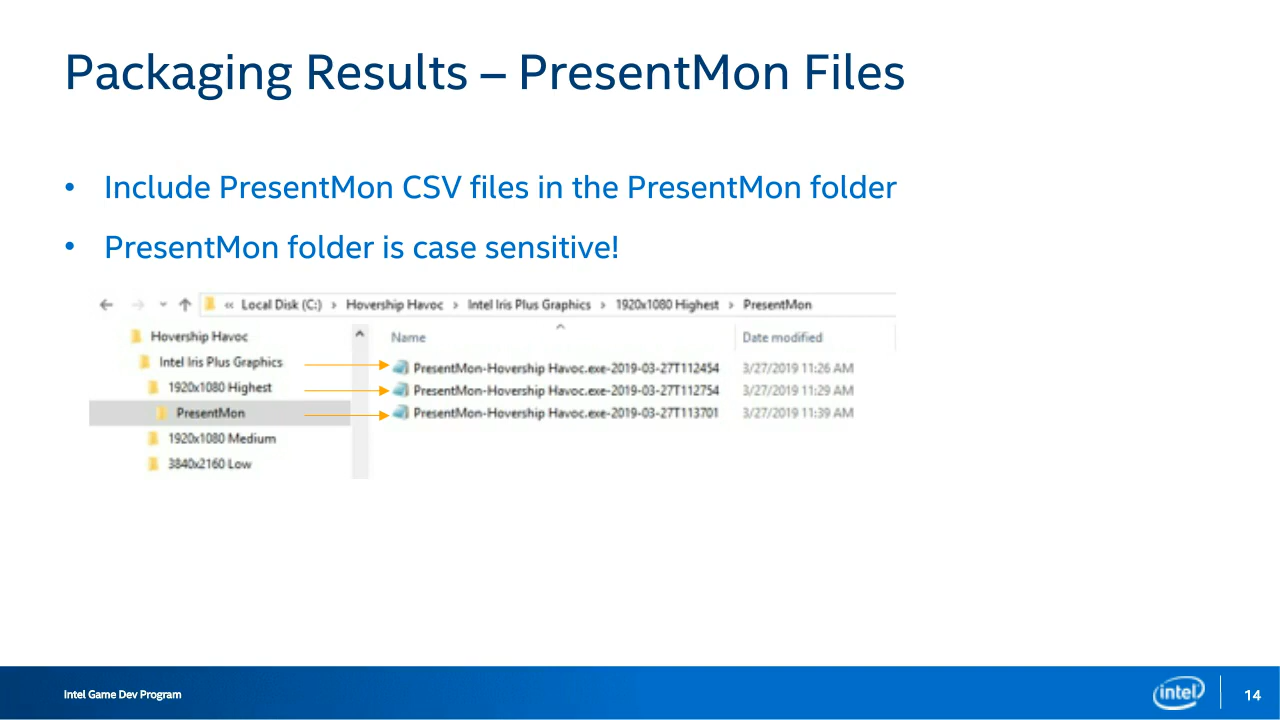 Packaging Results – PresentMon Files
• Include PresentMon CSV files in the PresentMon folder
• PresentMon folder is case sensitive!
« Local Disk (C:) › Hovership Havoc › Intel Iris Plus Graphics › 1920x1080 Highest › PresentMon
Hovership Havoc
Intel Iris Plus Graphics
1920x1080 Highest
PresentMon
1920x1080 Medium
3840x2160 Low
Name Date modified
PresentMon-Hovership Havoc.exe-2019-03-27T112454 3/27/2019 11:26 AM
PresentMon-Hovership Havoc.exe-2019-03-27T112754 3/27/2019 11:29 AM
PresentMon-Hovership Havoc.exe-2019-03-27T113701 3/27/2019 11:39 AM
Intel Game Dev Program
intel
14